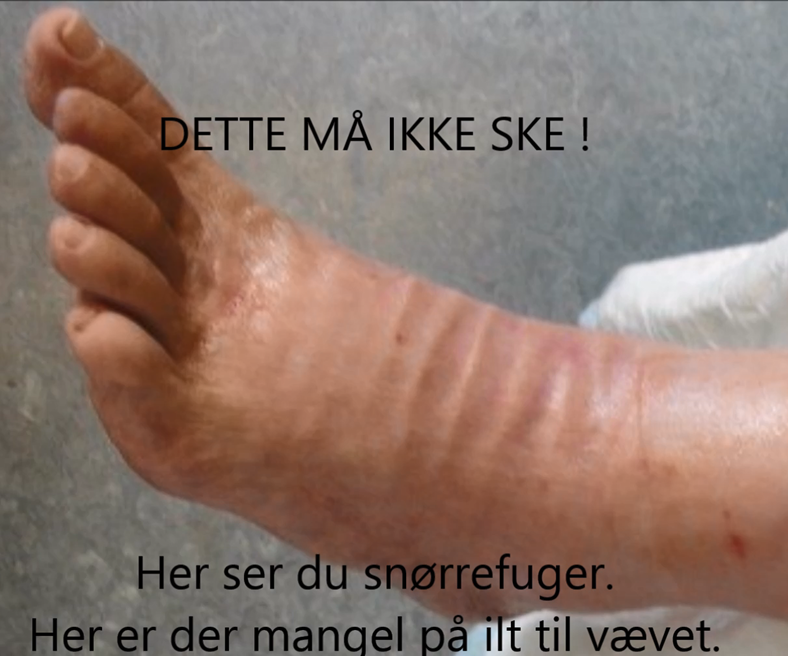 DETTE MÅ IKKE SKE !
Her ser du snørrefuger.
Her er der mangel på ilt til vævet.